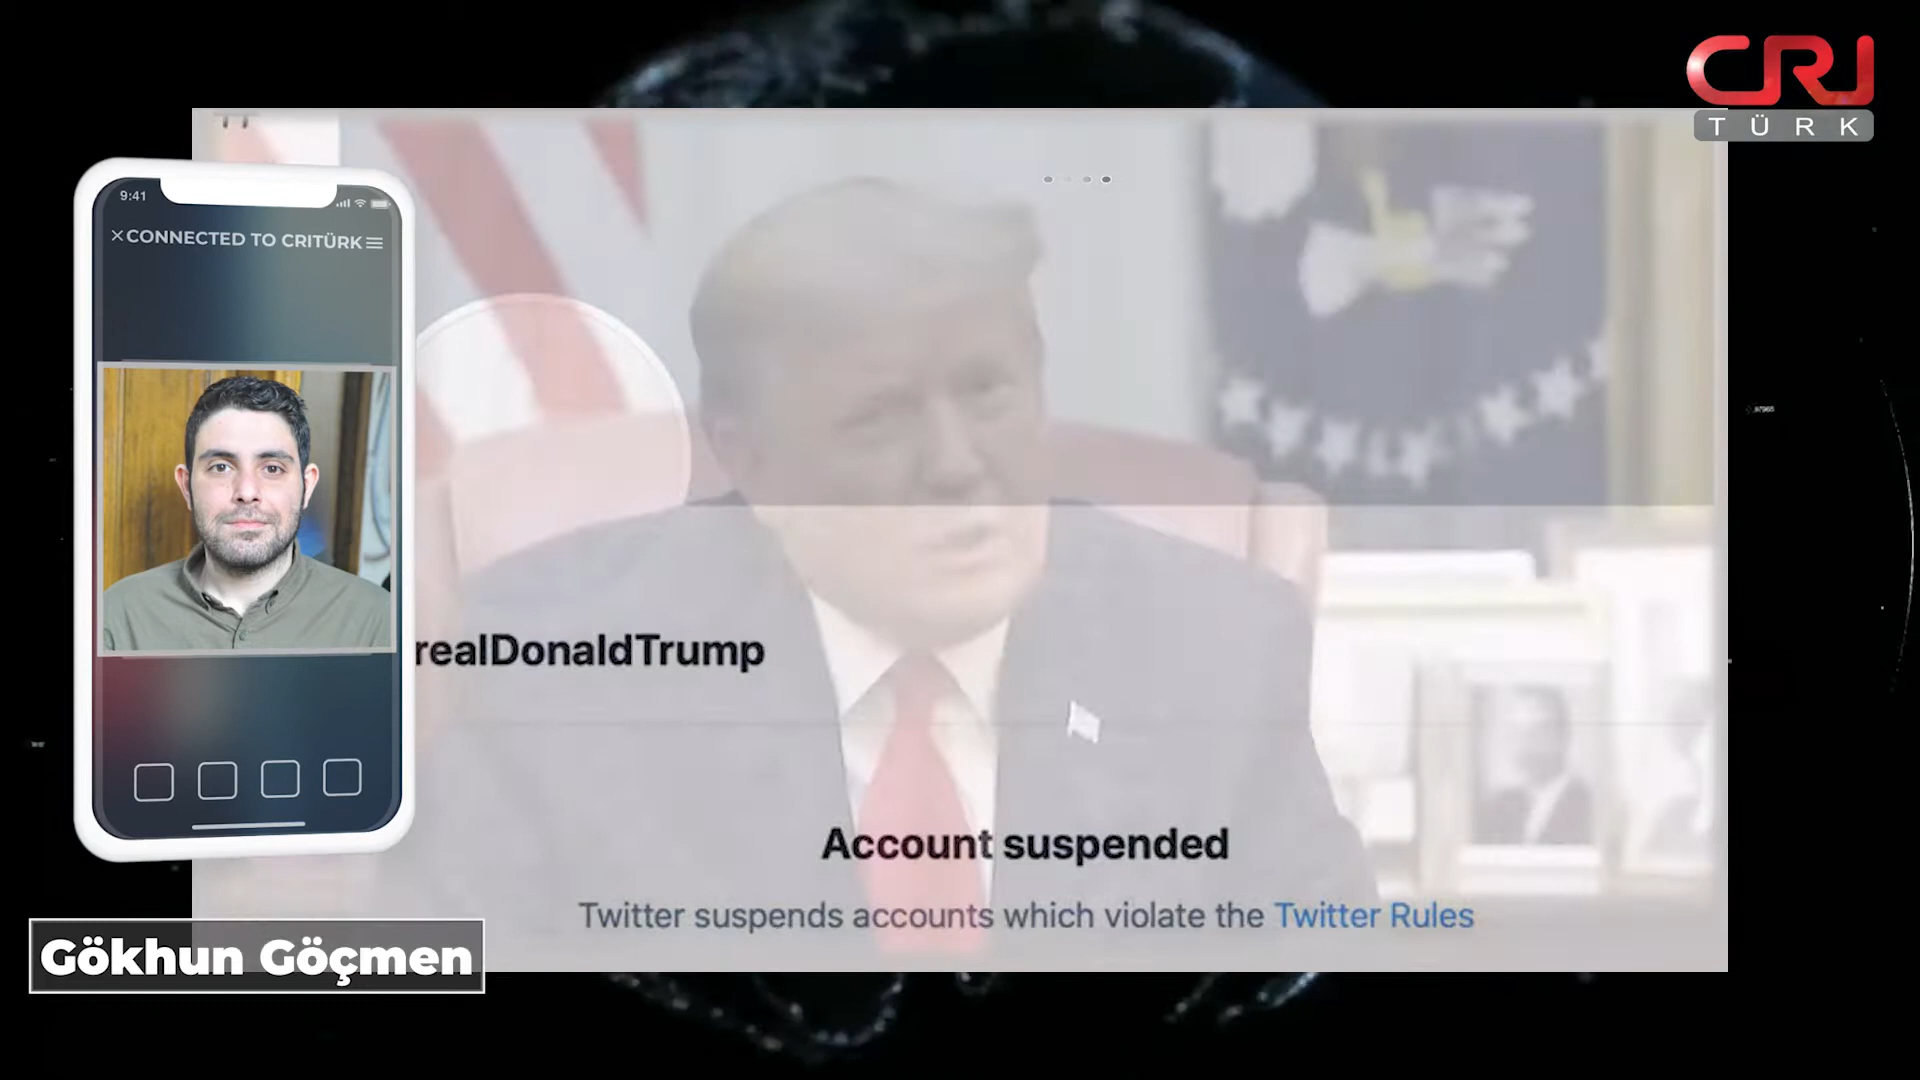 CRI
TÜRK
9:41
CONNECTED TO CRITÜRK
realDonaldTrump
Account suspended
Twitter suspends accounts which violate the Twitter Rules
Gökhun Göçmen